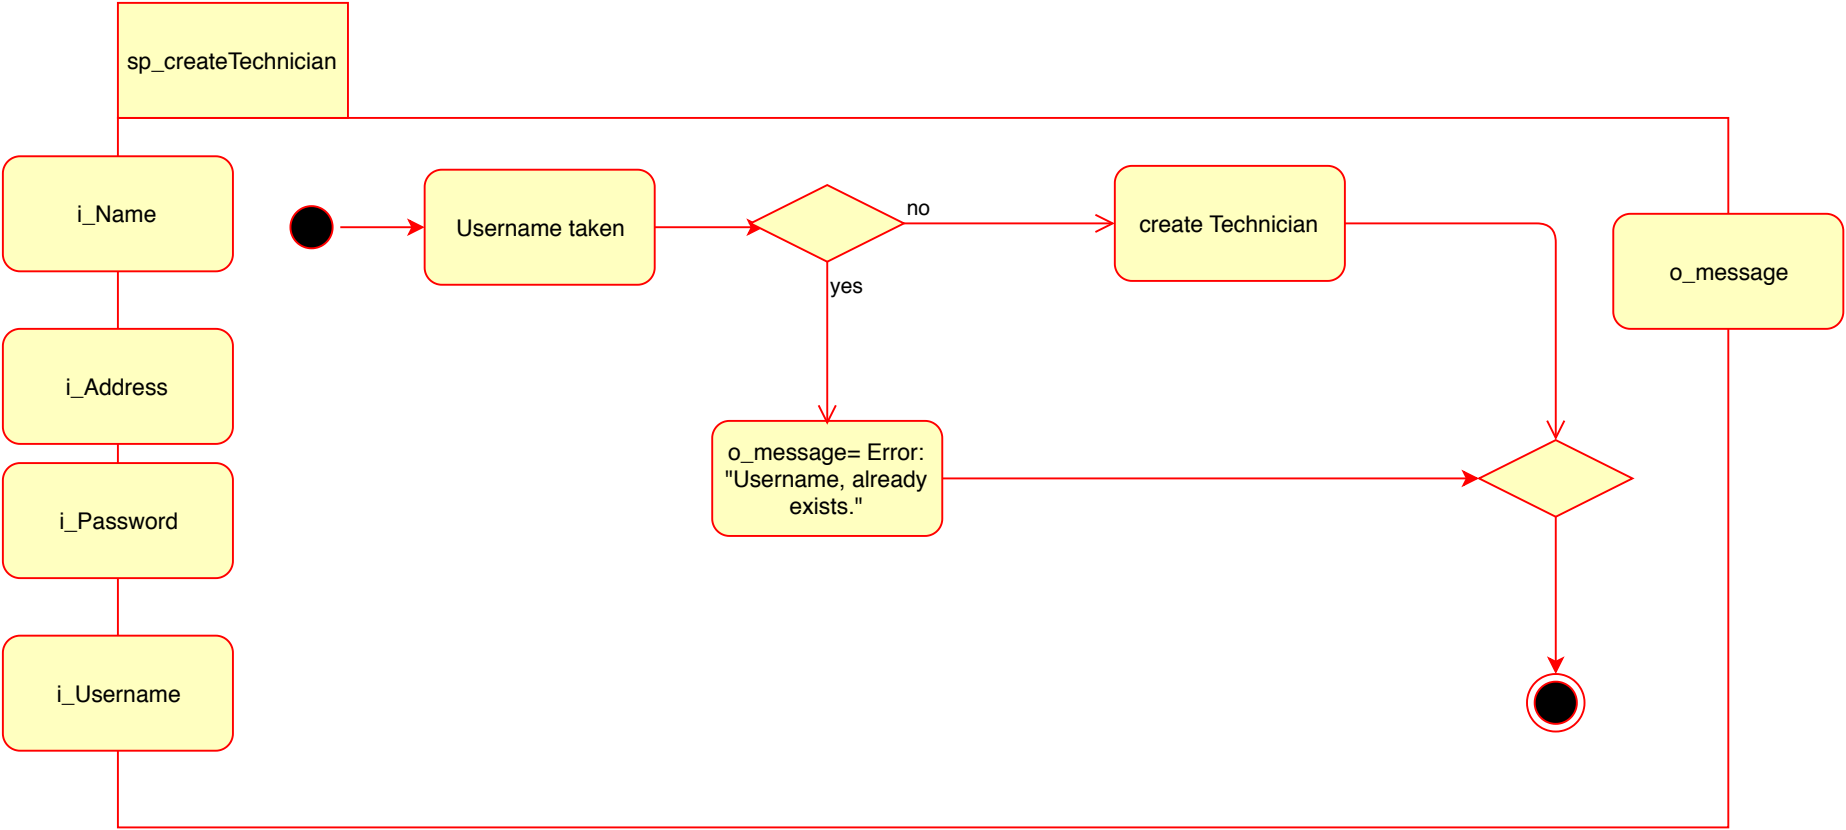 sp_createTechnician
i_Name
Username taken
no
create Technician
o_message
yes
i_Address
o_message= Error:
"Username, already
exists."
i_Password
i_Username